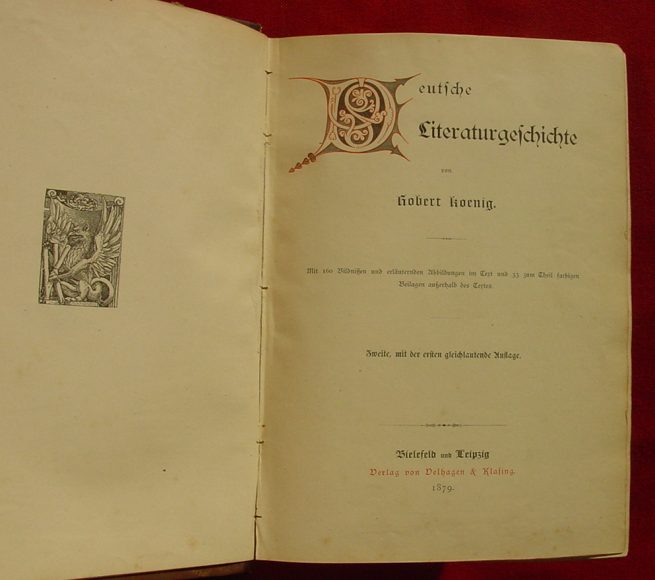 Deutſche
Literaturgeſchichte
von
Robert Koenig.
Mit 160 Bildniſſen und erläuternden Abbildungen im Text und 35 zum Theil farbigen
Beilagen außerhalb des Textes.
Zweite, mit der erſten gleichlautende Auflage.
Bielefeld und Leipzig
Verlag von Velhagen & Klaſing.
1879.